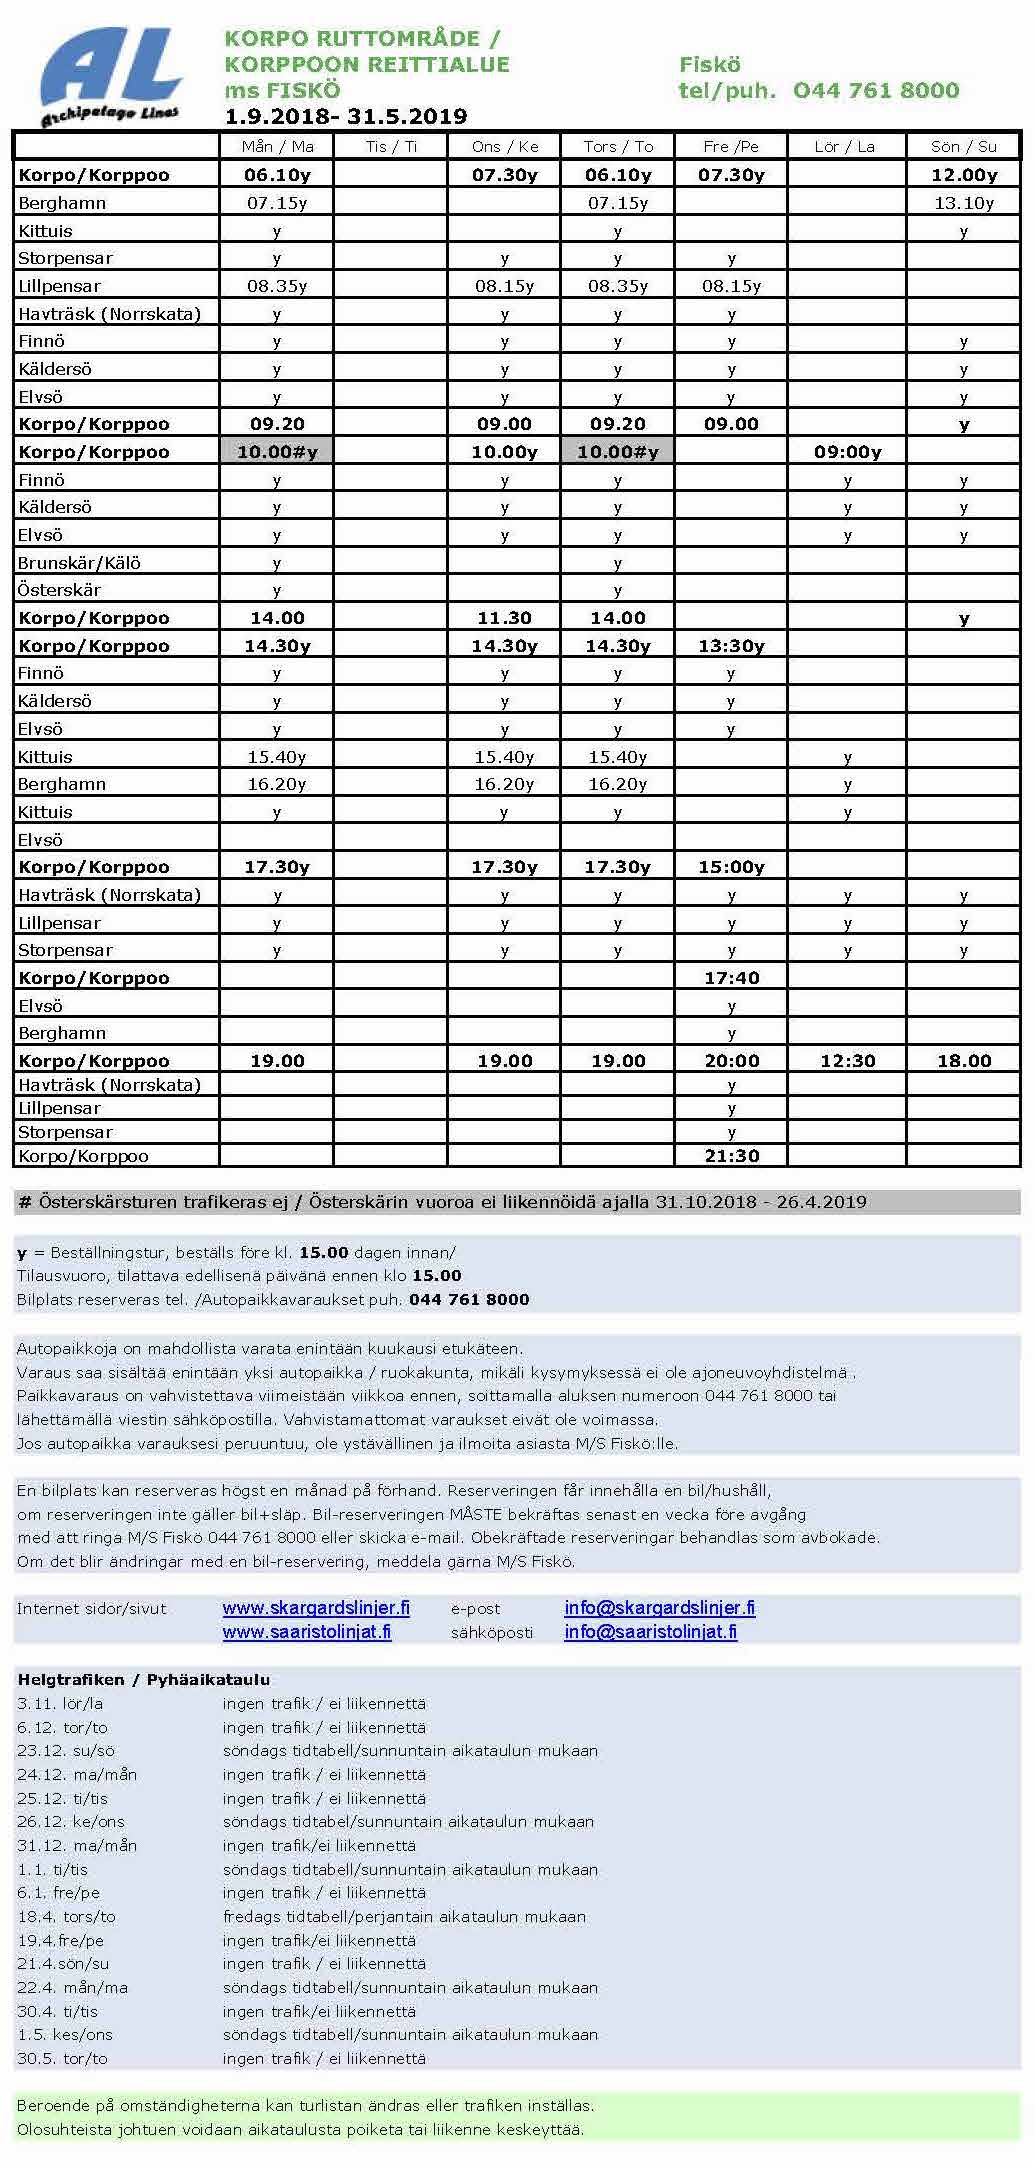 AL
Archipelago Lines
KORPO RUTTOMRÅDE /
KORPPOON REITTIALUE Fiskö
ms FISKÖ tel/puh. O44 761 8000
1.9.2018- 31.5.2019
Mån / Ma Tis / Ti Ons / Ke Tors / To Fre /Pe Lör / La Sön / Su
Korpo/Korppoo 06.10y 07.30y 06.10y 07.30y 12.00y
Berghamn 07.15y 07.15y 13.10y
Kittuis y y y
Storpensar y y y y
Lillpensar 08.35y 08.15y 08.35y 08.15y
Havträsk (Norrskata) y y y y
Finnö y y y y y
Käldersö y y y y y
Elvsö y y y y y
Korpo/Korppoo 09.20 09.00 09.20 09.00 y
Korpo/Korppoo 10.00#y 10.00y 10.00#y 09:00y
Finnö y y y y y
Käldersö y y y y y
Elvsö y y y y y
Brunskär/Kälö y y
Österskär y y
Korpo/Korppoo 14.00 11.30 14.00 y
Korpo/Korppoo 14.30y 14.30y 14.30y 13:30y
Finnö y y y y
Käldersö y y y y
Elvsö y y y y
Kittuis 15.40y 15.40y 15.40y y
Berghamn 16.20y 16.20y 16.20y y
Kittuis y y y y
Elvsö
Korpo/Korppoo 17.30y 17.30y 17.30y 15:00y
Havträsk (Norrskata) y y y y y y
Lillpensar y y y y y y
Storpensar y y y y y y
Korpo/Korppoo 17:40
Elvsö y
Berghamn y
Korpo/Korppoo 19.00 19.00 19.00 20:00 12:30 18.00
Havträsk (Norrskata) y
Lillpensar y
Storpensar y
Korpo/Korppoo 21:30
# Österskärsturen trafikeras ej / Österskärin vuoroa ei liikennöidä ajalla 31.10.2018 - 26.4.2019
y = Beställningstur, beställs före kl. 15.00 dagen innan/
Tilausvuoro, tilattava edellisenä päivänä ennen klo 15.00
Bilplats reserveras tel. /Autopaikkavaraukset puh. 044 761 8000
Autopaikkoja on mahdollista varata enintään kuukausi etukäteen.
Varaus saa sisältää enintään yksi autopaikka / ruokakunta, mikäli kysymyksessä ei ole ajoneuvoyhdistelmä .
Paikkavaraus on vahvistettava viimeistään viikkoa ennen, soittamalla aluksen numeroon 044 761 8000 tai
lähettämällä viestin sähköpostilla. Vahvistamattomat varaukset eivät ole voimassa.
Jos autopaikka varauksesi peruuntuu, ole ystävällinen ja ilmoita asiasta M/S Fiskö:lle.
En bilplats kan reserveras högst en månad på förhand. Reserveringen får innehålla en bil/hushåll,
om reserveringen inte gäller bil+släp. Bil-reserveringen MÅSTE bekräftas senast en vecka före avgång
med att ringa M/S Fiskö 044 761 8000 eller skicka e-mail. Obekräftade reserveringar behandlas som avbokade.
Om det blir ändringar med en bil-reservering, meddela gärna M/S Fiskö.
Internet sidor/sivut www.skargardslinjer.fi e-post info@skargardslinjer.fi
www.saaristolinjat.fi sähköposti info@saaristolinjat.fi
Helgtrafiken / Pyhäaikataulu
3.11. lör/la ingen trafik / ei liikennettä
6.12. tor/to ingen trafik / ei liikennettä
23.12. su/sö söndags tidtabell/sunnuntain aikataulun mukaan
24.12. ma/mån ingen trafik / ei liikennettä
25.12. ti/tis ingen trafik / ei liikennettä
26.12. ke/ons söndags tidtabel/sunnuntain aikataulun mukaan
31.12. ma/mån ingen trafik/ei liikennettä
1.1. ti/tis söndags tidtabell/sunnuntain aikataulun mukaan
6.1. fre/pe ingen trafik / ei liikennettä
18.4. tors/to fredags tidtabell/perjantain aikataulun mukaan
19.4.fre/pe ingen trafik/ei liikennettä
21.4.sön/su ingen trafik / ei liikennettä
22.4. mån/ma söndags tidtabell/sunnuntain aikataulun mukaan
30.4. ti/tis ingen trafik/ei liikennettä
1.5. kes/ons söndags tidtabell/sunnuntain aikataulun mukaan
30.5. tor/to ingen trafik / ei liikennettä
Beroende på omständigheterna kan turlistan ändras eller trafiken inställas.
Olosuhteista johtuen voidaan aikataulusta poiketa tai liikenne keskeyttää.